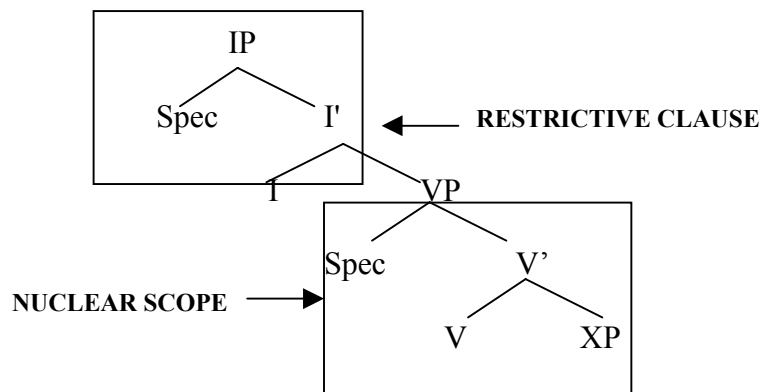 IP
Spec I'
RESTRICTIVE CLAUSE
I VP
Spec V’
NUCLEAR SCOPE
V XP